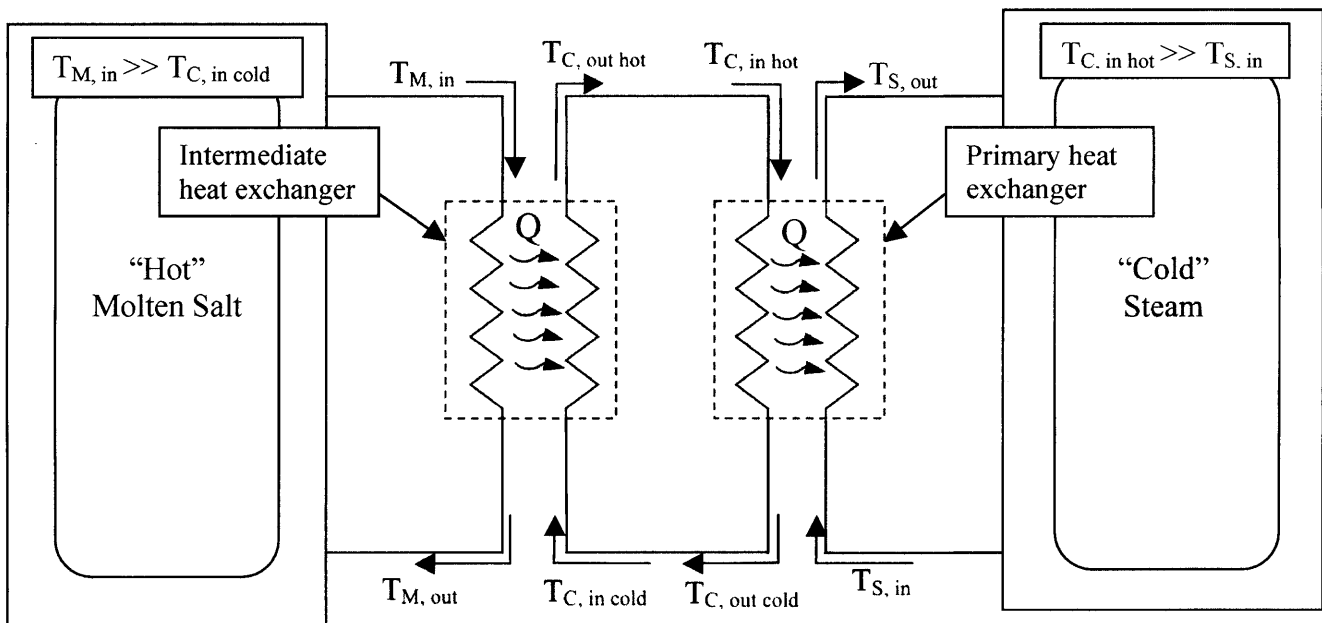 T_M, in >> T_C, in cold
T_M, in
T_C, out hot
T_C, in hot
T_S, out
T_C. in hot >> T_S. in
Intermediate
heat exchanger
Primary heat
exchanger
Q
Q
“Hot”
Molten Salt
“Cold”
Steam
T_M, out
T_C, in cold
T_C, out cold
T_S, in